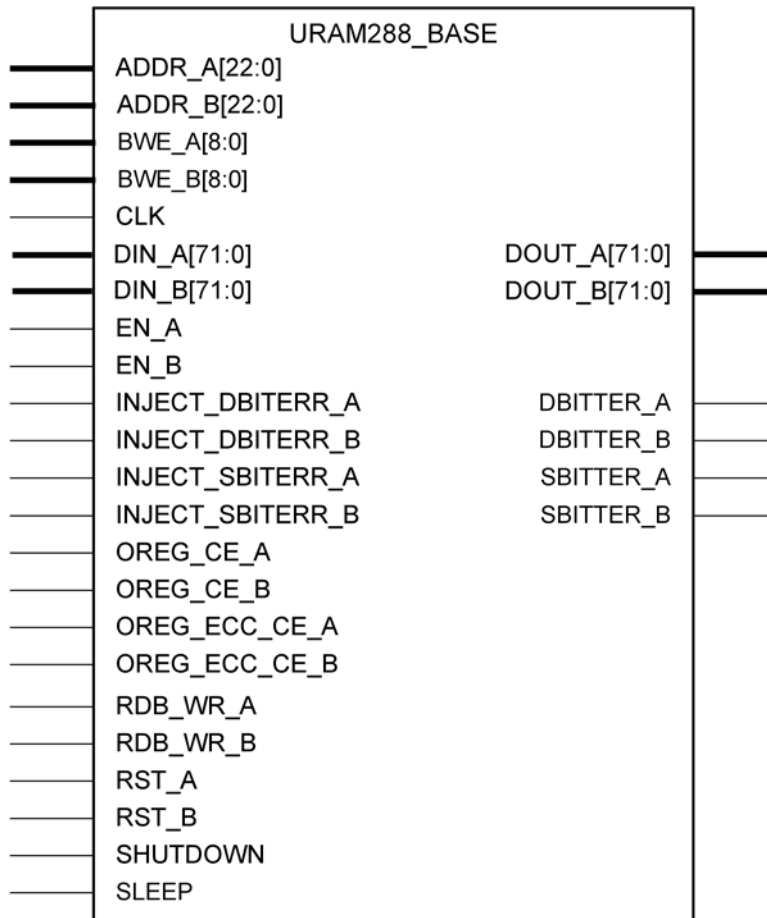 URAM288_BASE
ADDR_A[22:0]
ADDR_B[22:0]
BWE_A[8:0]
BWE_B[8:0]
CLK
DIN_A[71:0] DOUT_A[71:0]
DIN_B[71:0] DOUT_B[71:0]
EN_A
EN_B
INJECT_DBITERR_A DBITTER_A
INJECT_DBITERR_B DBITTER_B
INJECT_SBITERR_A SBITTER_A
INJECT_SBITERR_B SBITTER_B
OREG_CE_A
OREG_CE_B
OREG_ECC_CE_A
OREG_ECC_CE_B
RDB_WR_A
RDB_WR_B
RST_A
RST_B
SHUTDOWN
SLEEP